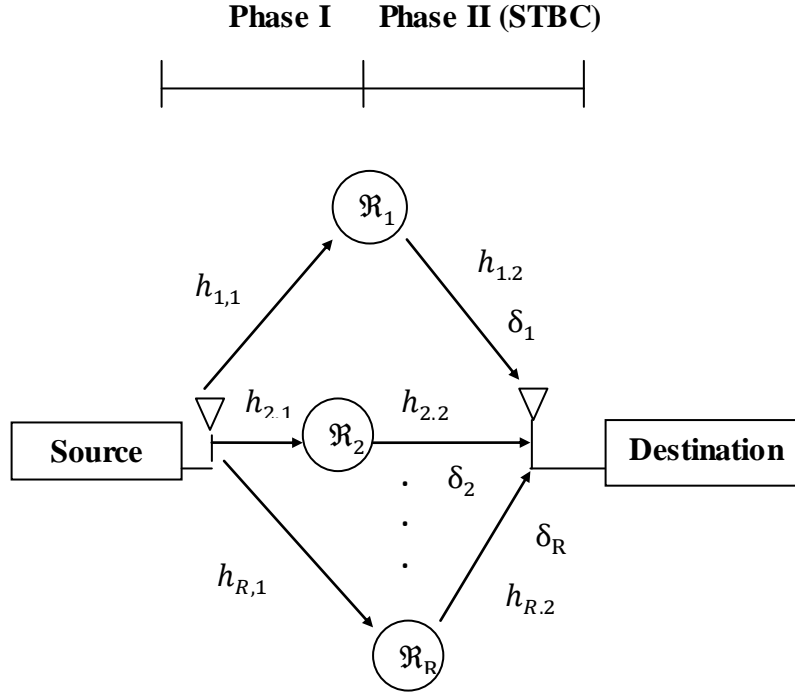 Phase I Phase II (STBC)
ℜ1
h1,1
h1.2
δ1
h2.1
h2.2
Source
ℜ2
Destination
δ2
δR
hR,1
hR.2
ℜR